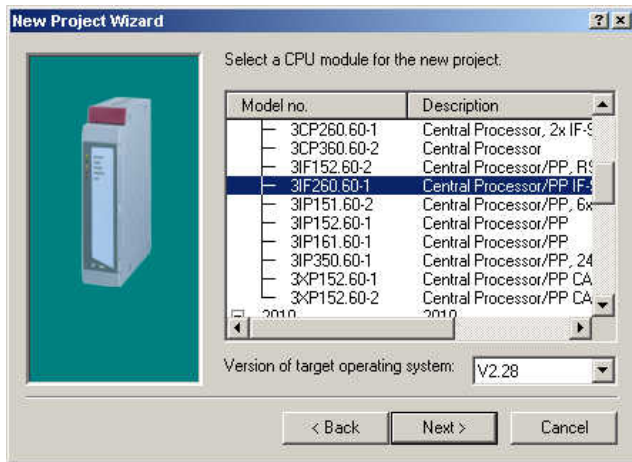 New Project Wizard
Select a CPU module for the new project.
Model no. Description
3CP260.60-1 Central Processor, 2x IF-S
3CP360.60-2 Central Processor
3IF152.60-2 Central Processor/PP, RS
3IF260.60-1 Central Processor/PP IF-S
3IP151.60-2 Central Processor/PP, 6x
3IP152.60-1 Central Processor/PP
3IP161.60-1 Central Processor/PP
3IP350.60-1 Central Processor/PP, 24
3XP152.60-1 Central Processor/PP CA
3XP152.60-2 Central Processor/PP CA
2010 2010
Version of target operating system: V2.28
< Back Next > Cancel